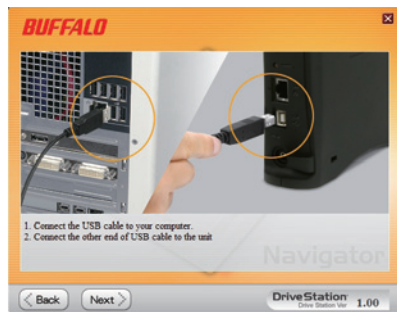 BUFFALO
1. Connect the USB cable to your computer.
2. Connect the other end of USB cable to the unit
Navigator
Back
Next
DriveStation
Drive Station Ver 1.00